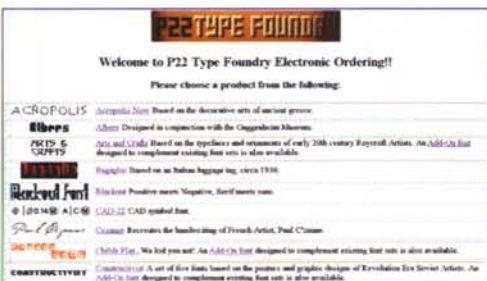 P22 TYPE FOUNDRY
Welcome to P22 Type Foundry Electronic Ordering!!
Please choose a product from the following:
ACROPOLIS Acropolis Now Based on the decorative arts of ancient greece.
Albers Albers Designed in conjunction with the Guggenheim Museum.
ARTS & CRAFTS Arts and Crafts Based on the typefaces and ornaments of early 20th century Roycroft Artists. An Add-On font
designed to complement existing font sets is also available.
Bagaglio Based on an Italian luggage tag, circa 1930.
Blackout Font Blackout Positive meets Negative, Serif meets sans.
CAD-22 CAD symbol font.
Paul Cézanne Cezanne Recreates the handwriting of French Artist, Paul C'zanne.
Childs Play. We kid you not! An Add-On font designed to complement existing font sets is also available.
CONSTRUCTIVIST Constructivist A set of five fonts based on the posters and graphic designs of Revolution Era Soviet Artists. An
Add-On font designed to complement existing font sets is also available.